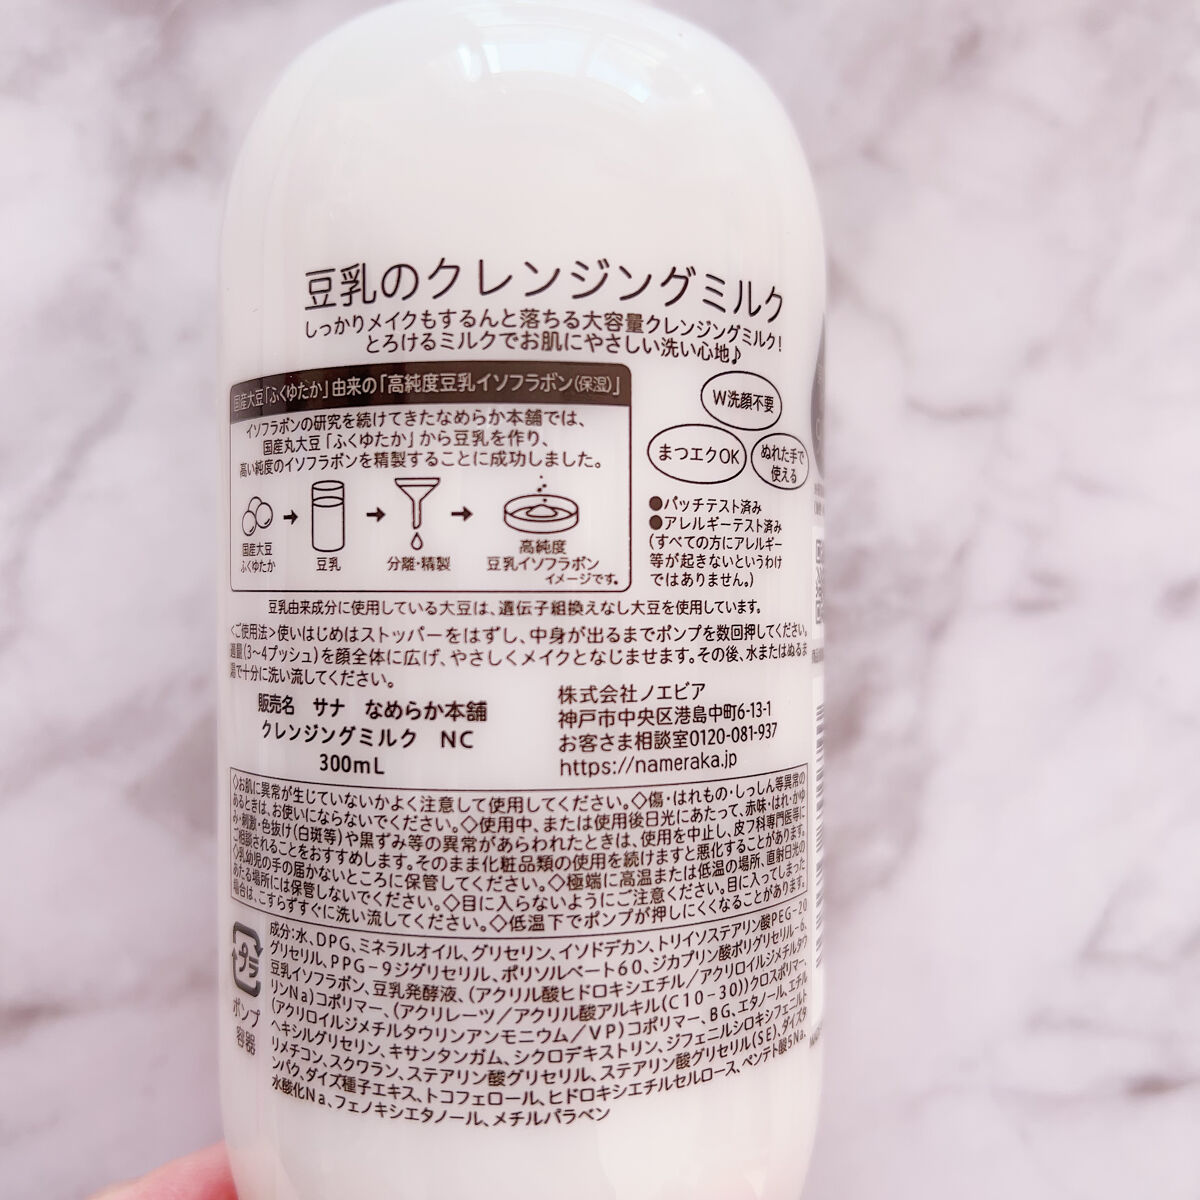 豆乳のクレンジングミルク
しっかりメイクもするんと落ちる大容量クレンジングミルク!
とろけるミルクでお肌にやさしい洗い心地♪
国産大豆「ふくゆたか」由来の「高純度豆乳イソフラボン(保湿)」
イソフラボンの研究を続けてきたなめらか本舗では、
国産丸大豆「ふくゆたか」から豆乳を作り、
高い純度のイソフラボンを精製することに成功しました。
国産大豆
ふくゆたか
豆乳
分離・精製
高純度
豆乳イソフラボン
イメージです。
W洗顔不要
まつエクOK
ぬれた手で
使える
●パッチテスト済み
●アレルギーテスト済み
(すべての方にアレルギー
等が起きないというわけ
ではありません。)
豆乳由来成分に使用している大豆は、遺伝子組換えなし大豆を使用しています。
<ご使用法>使いはじめはストッパーをはずし、中身が出るまでポンプを数回押してください。
適量(3〜4プッシュ)を顔全体に広げ、やさしくメイクとなじませます。その後、水またはぬるま
湯で十分に洗い流してください。
販売名 サナ なめらか本舗
クレンジングミルク NC
300mL
株式会社ノエビア
神戸市中央区港島中町6-13-1
お客さま相談室0120-081-937
https://nameraka.jp
◇お肌に異常が生じていないかよく注意して使用してください。◇傷・はれもの・しっしん等異常の
あるときは、お使いにならないでください。◇使用中、または使用後日光にあたって、赤味・はれ・かゆ
み・刺激・色抜け(白斑等)や黒ずみ等の異常があらわれたときは、使用を中止し、皮フ科専門医等に
ご相談されることをおすすめします。そのまま化粧品類の使用を続けますと悪化することがあります。
◇乳幼児の手の届かないところに保管してください。◇極端に高温または低温の場所、直射日光の
あたる場所には保管しないでください。◇目に入らないようにご注意ください。目に入ってしまった
場合は、こすらずすぐに洗い流してください。◇低温下でポンプが押しにくくなることがあります。
プラ
ポンプ
容器
成分:水、DPG、ミネラルオイル、グリセリン、イソドデカン、トリイソステアリン酸PEG-20
グリセリル、PPG-9ジグリセリル、ポリソルベート60、ジカプリン酸ポリグリセリル-6、
豆乳イソフラボン、豆乳発酵液、(アクリル酸ヒドロキシエチル/アクリロイルジメチルタウ
リンNa)コポリマー、(アクリレーツ/アクリル酸アルキル(C10-30))クロスポリマー、
(アクリロイルジメチルタウリンアンモニウム/VP)コポリマー、BG、エタノール、エチル
ヘキシルグリセリン、キサンタンガム、シクロデキストリン、ジフェニルシロキシフェニルト
リメチコン、スクワラン、ステアリン酸グリセリル、ステアリン酸グリセリル(SE)、ダイズタ
ンパク、ダイズ種子エキス、トコフェロール、ヒドロキシエチルセルロース、ペンテト酸5Na、
水酸化Na、フェノキシエタノール、メチルパラベン